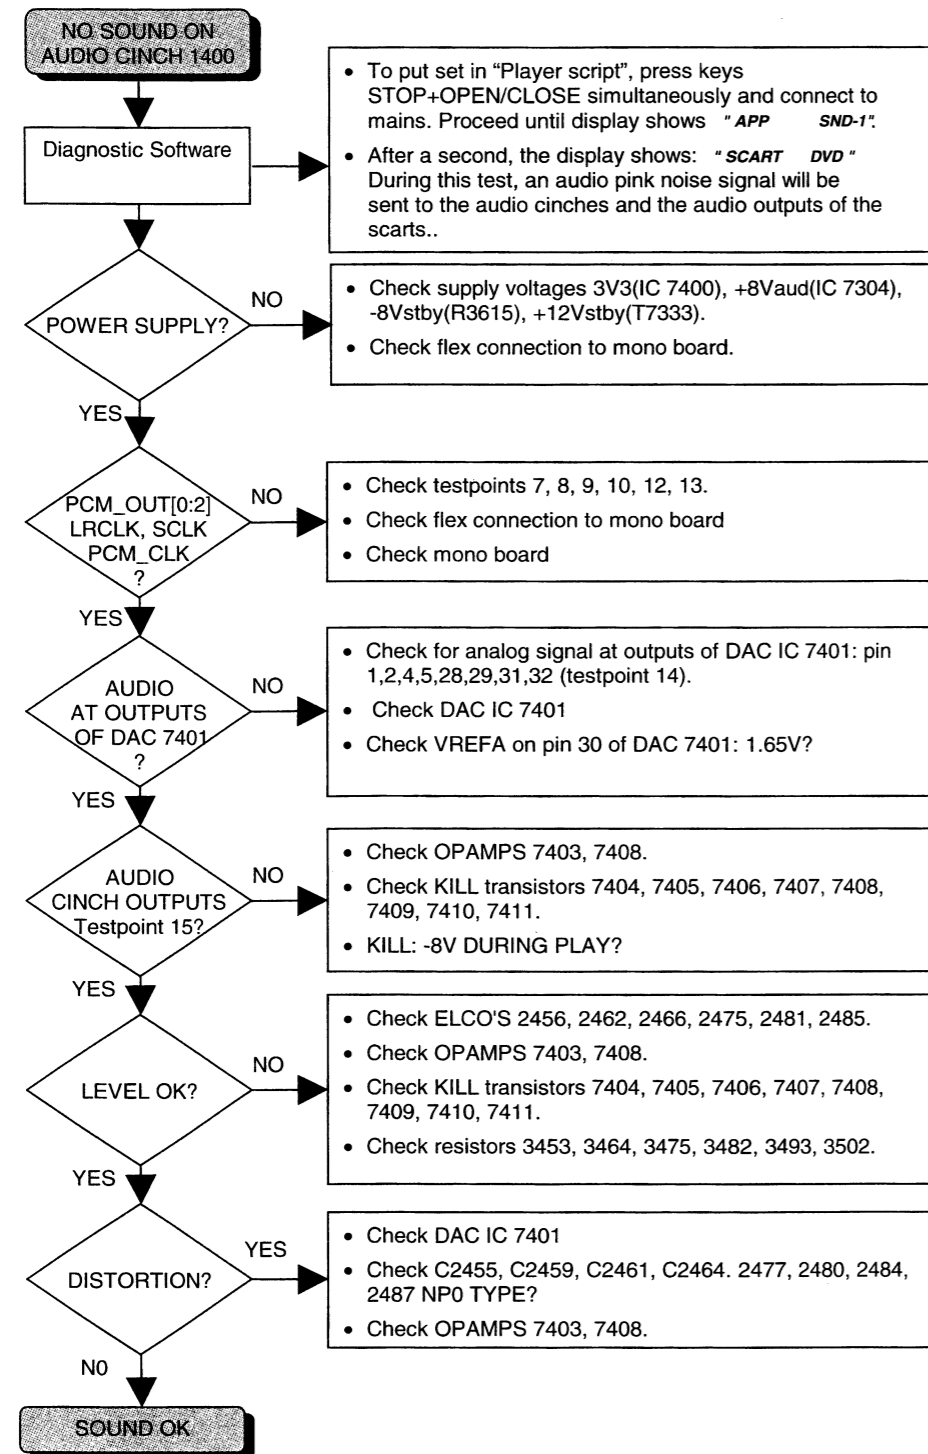 NO SOUND ON
AUDIO CINCH 1400
Diagnostic Software
• To put set in “Player script”, press keys
STOP+OPEN/CLOSE simultaneously and connect to
mains. Proceed until display shows "APP SND-1".
• After a second, the display shows: "SCART DVD"
During this test, an audio pink noise signal will be
sent to the audio cinches and the audio outputs of the
scarts..
POWER SUPPLY?
NO
• Check supply voltages 3V3(IC 7400), +8Vaud(IC 7304),
-8Vstby(R3615), +12Vstby(T7333).
• Check flex connection to mono board.
YES
PCM_OUT[0:2]
LRCLK, SCLK
PCM_CLK
?
NO
• Check testpoints 7, 8, 9, 10, 12, 13.
• Check flex connection to mono board
• Check mono board
YES
AUDIO
AT OUTPUTS
OF DAC 7401
?
NO
• Check for analog signal at outputs of DAC IC 7401: pin
1,2,4,5,28,29,31,32 (testpoint 14).
• Check DAC IC 7401
• Check VREFA on pin 30 of DAC 7401: 1.65V?
YES
AUDIO
CINCH OUTPUTS
Testpoint 15?
NO
• Check OPAMPS 7403, 7408.
• Check KILL transistors 7404, 7405, 7406, 7407, 7408,
7409, 7410, 7411.
• KILL: -8V DURING PLAY?
YES
LEVEL OK?
NO
• Check ELCO'S 2456, 2462, 2466, 2475, 2481, 2485.
• Check OPAMPS 7403, 7408.
• Check KILL transistors 7404, 7405, 7406, 7407, 7408,
7409, 7410, 7411.
• Check resistors 3453, 3464, 3475, 3482, 3493, 3502.
YES
DISTORTION?
YES
• Check DAC IC 7401
• Check C2455, C2459, C2461, C2464. 2477, 2480, 2484,
2487 NP0 TYPE?
• Check OPAMPS 7403, 7408.
N0
SOUND OK